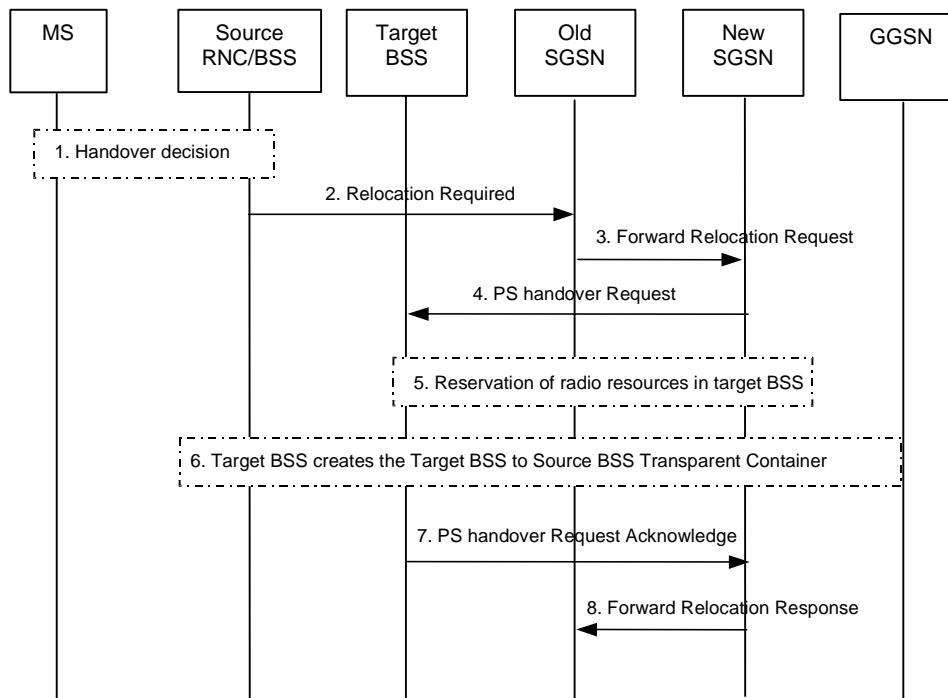 MS
Source
RNC/BSS
Target
BSS
Old
SGSN
New
SGSN
GGSN
1. Handover decision
2. Relocation Required
3. Forward Relocation Request
4. PS handover Request
5. Reservation of radio resources in target BSS
6. Target BSS creates the Target BSS to Source BSS Transparent Container
7. PS handover Request Acknowledge
8. Forward Relocation Response